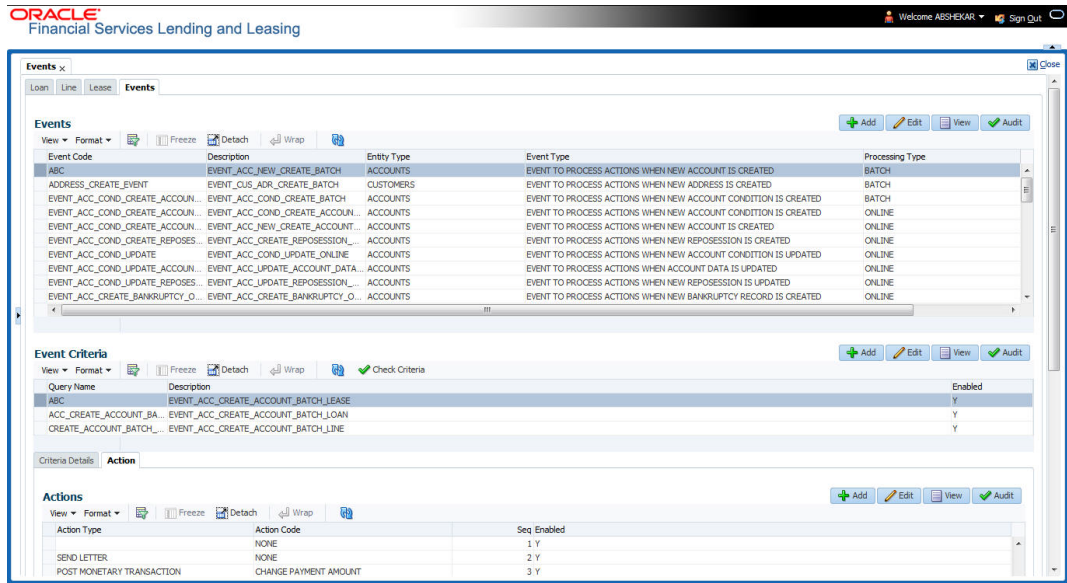 ORACLE
Financial Services Lending and Leasing
Welcome ABSHEKAR Sign Out
Events x
Close
Loan Line Lease Events
Events
Add Edit View Audit
View Format Freeze Detach Wrap
Event Code Description Entity Type Event Type Processing Type
ABC EVENT_ACC_NEW_CREATE_BATCH ACCOUNTS EVENT TO PROCESS ACTIONS WHEN NEW ACCOUNT IS CREATED BATCH
ADDRESS_CREATE_EVENT EVENT_CUS_ADR_CREATE_BATCH CUSTOMERS EVENT TO PROCESS ACTIONS WHEN NEW ADDRESS IS CREATED BATCH
EVENT_ACC_COND_CREATE_ACCOUN... EVENT_ACC_COND_CREATE_BATCH ACCOUNTS EVENT TO PROCESS ACTIONS WHEN NEW ACCOUNT CONDITION IS CREATED BATCH
EVENT_ACC_COND_CREATE_ACCOUN... EVENT_ACC_COND_CREATE_ACCOUN... ACCOUNTS EVENT TO PROCESS ACTIONS WHEN NEW ACCOUNT CONDITION IS CREATED ONLINE
EVENT_ACC_COND_CREATE_ACCOUN... EVENT_ACC_NEW_CREATE_ACCOUNT... ACCOUNTS EVENT TO PROCESS ACTIONS WHEN NEW ACCOUNT IS CREATED ONLINE
EVENT_ACC_COND_CREATE_REPOSES... EVENT_ACC_CREATE_REPOSESSION_... ACCOUNTS EVENT TO PROCESS ACTIONS WHEN NEW REPOSESSION IS CREATED ONLINE
EVENT_ACC_COND_UPDATE EVENT_ACC_COND_UPDATE_ONLINE ACCOUNTS EVENT TO PROCESS ACTIONS WHEN NEW ACCOUNT CONDITION IS UPDATED ONLINE
EVENT_ACC_COND_UPDATE_ACCOUN... EVENT_ACC_UPDATE_ACCOUNT_DATA... ACCOUNTS EVENT TO PROCESS ACTIONS WHEN ACCOUNT DATA IS UPDATED ONLINE
EVENT_ACC_COND_UPDATE_REPOSES... EVENT_ACC_UPDATE_REPOSESSION_... ACCOUNTS EVENT TO PROCESS ACTIONS WHEN NEW REPOSESSION IS UPDATED ONLINE
EVENT_ACC_CREATE_BANKRUPTCY_O... EVENT_ACC_CREATE_BANKRUPTCY_O... ACCOUNTS EVENT TO PROCESS ACTIONS WHEN NEW BANKRUPTCY RECORD IS CREATED ONLINE
Event Criteria
Add Edit View Audit
View Format Freeze Detach Wrap Check Criteria
Query Name Description Enabled
ABC EVENT_ACC_CREATE_ACCOUNT_BATCH_LEASE Y
ACC_CREATE_ACCOUNT_BA... EVENT_ACC_CREATE_ACCOUNT_BATCH_LOAN Y
CREATE_ACCOUNT_BATCH_... EVENT_ACC_CREATE_ACCOUNT_BATCH_LINE Y
Criteria Details Action
Actions
Add Edit View Audit
View Format Freeze Detach Wrap
Action Type Action Code Seq Enabled
NONE 1 Y
SEND LETTER NONE 2 Y
POST MONETARY TRANSACTION CHANGE PAYMENT AMOUNT 3 Y